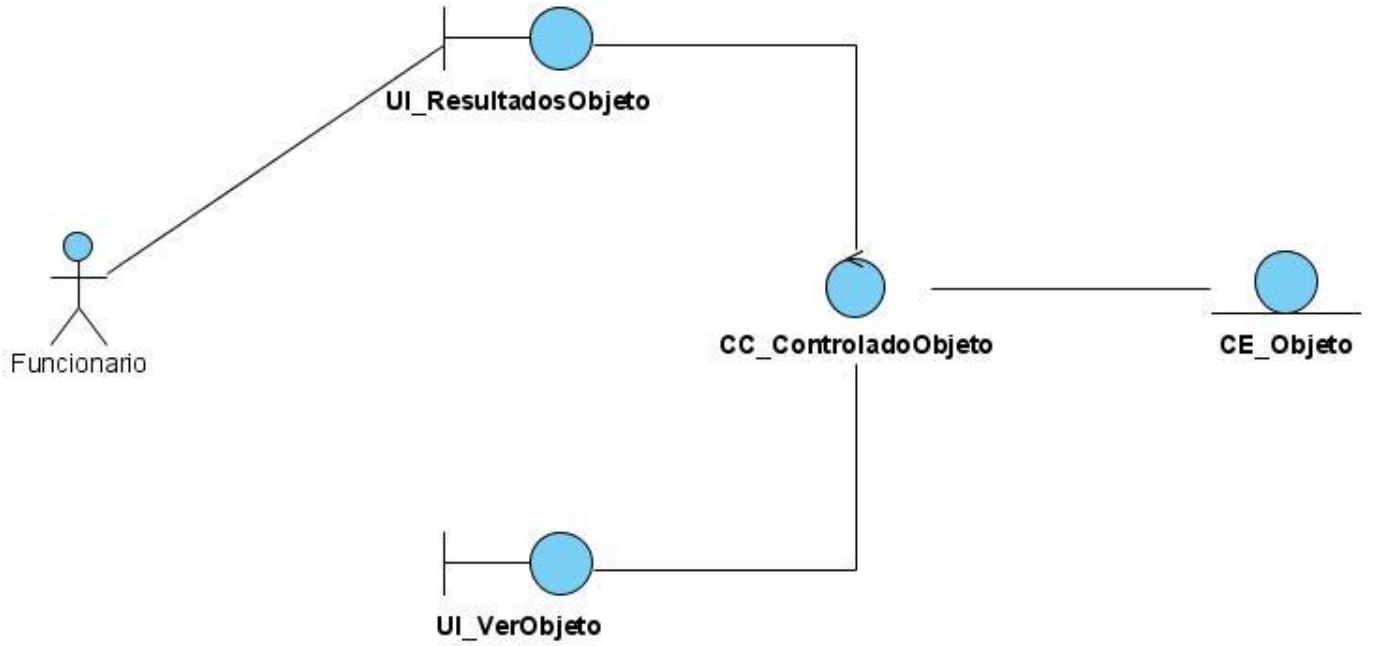 UI_ResultadosObjeto
Funcionario
CC_ControladoObjeto
CE_Objeto
UI_VerObjeto